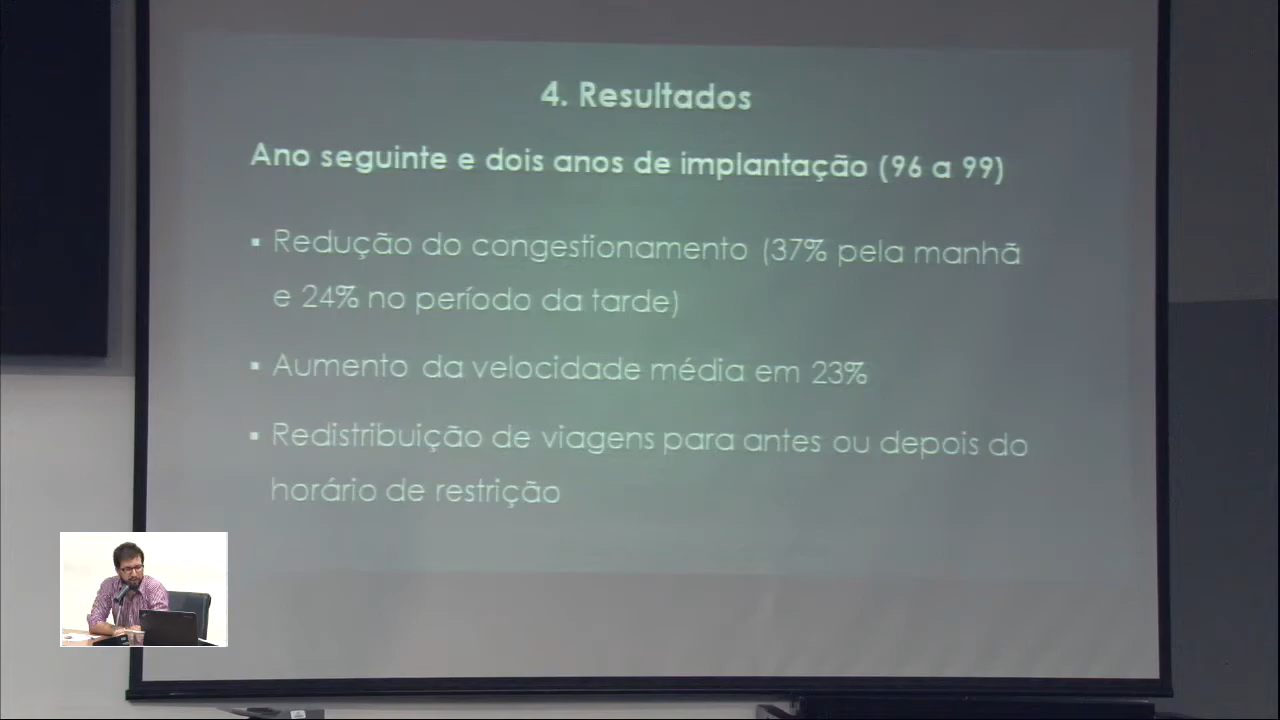 4. Resultados
Ano seguinte e dois anos de implantação (96 a 99)
▪ Redução do congestionamento (37% pela manhã
e 24% no período da tarde)
▪ Aumento da velocidade média em 23%
▪ Redistribuição de viagens para antes ou depois do
horário de restrição